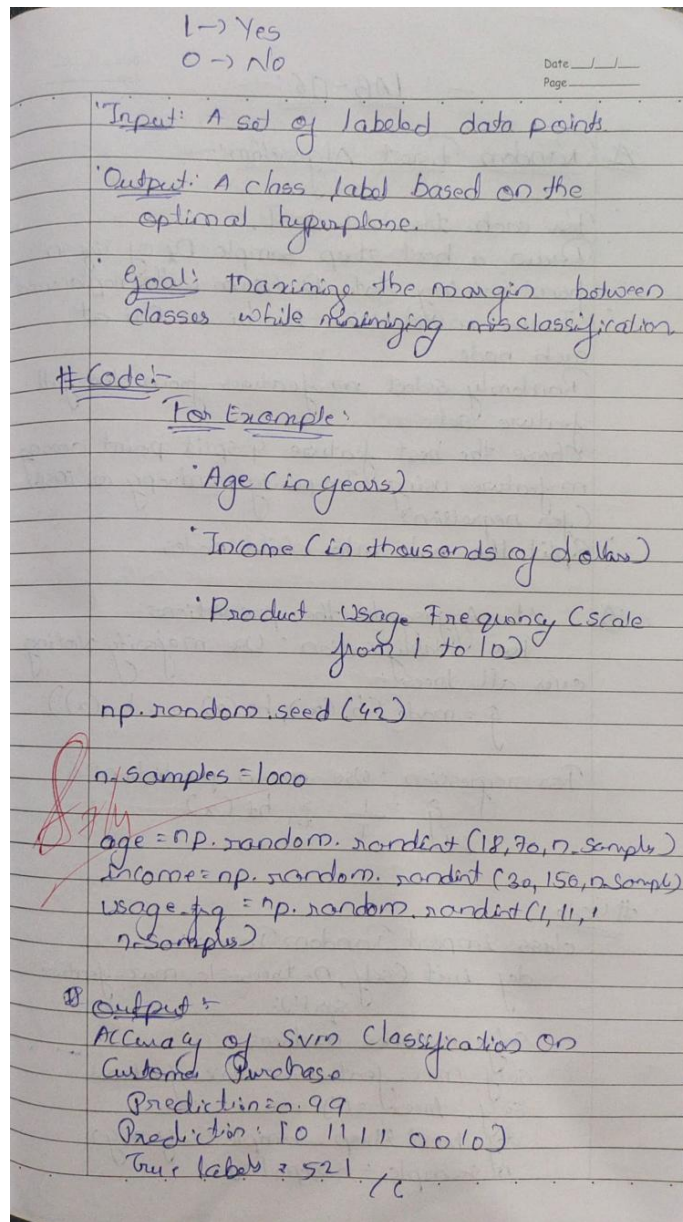 1 -> Yes
0 -> No
Date __/__/__
Page
Input: A set of labeled data points.
Output: A class label based on the
optimal hyperplane.
Goal: Maximize the margin between
classes while minimizing misclassification
# Code:-
For Example:
Age (in years)
Income (in thousands of dollars)
Product Usage Frequency (scale
from 1 to 10)
np.random.seed(42)
n_samples = 1000
age = np.random.randint(18,70,n_samples)
income = np.random.randint(30,150,n_sampl)
usage_fq = np.random.randint(1,11,
n_samples)
Output:-
Accuracy of SVM Classification on
Customer Purchase
Prediction: 0.99
Prediction: [0 1 1 1 1 0 0 1 0]
True labels: 521